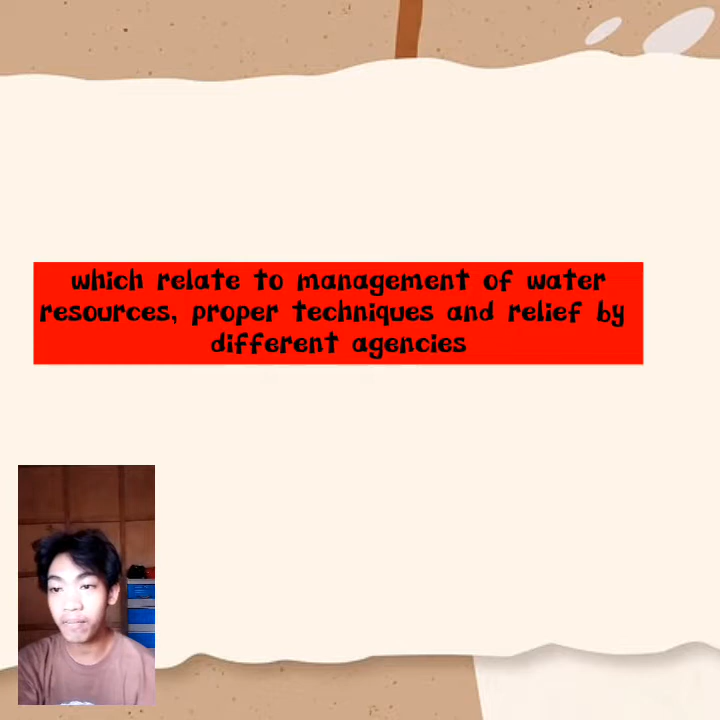 which relate to management of water
resources, proper techniques and relief by
different agencies